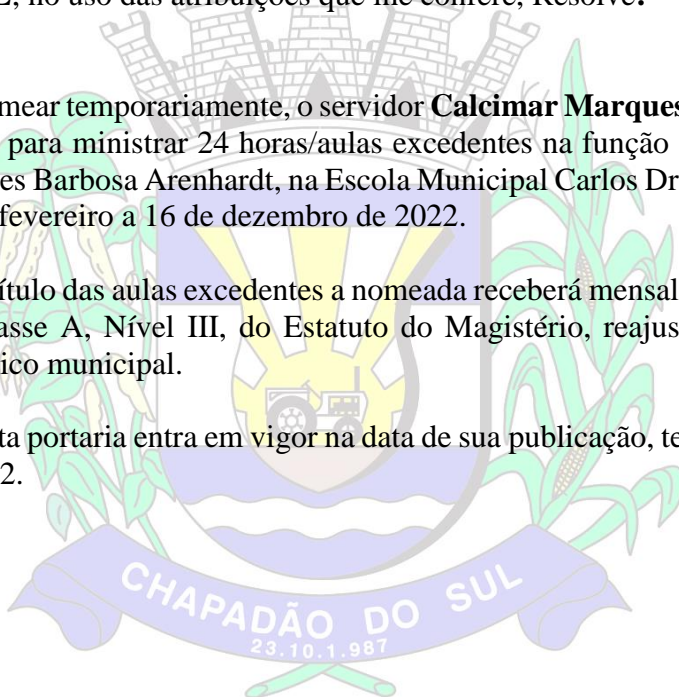 no uso das atribuições que me confere, Resolve:
mear temporariamente, o servidor Calcimar Marques
para ministrar 24 horas/aulas excedentes na função
es Barbosa Arenhardt, na Escola Municipal Carlos Dr
fevereiro a 16 de dezembro de 2022.
ítulo das aulas excedentes a nomeada receberá mensal
asse A, Nível III, do Estatuto do Magistério, reajus
ico municipal.
ta portaria entra em vigor na data de sua publicação, te
2.
CHAPADÃO DO SUL
23.10.1.987